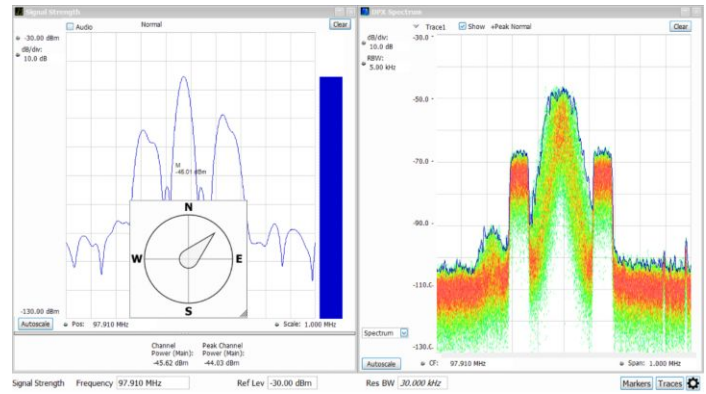 Signal Strength
Audio
Normal
Clear
-30.00 dBm
dB/div:
10.0 dB
M
-46.01 dBm
N
W
E
S
-130.00 dBm
Autoscale
Pos: 97.910 MHz
Scale: 1.000 MHz
Channel Power (Main):
-45.62 dBm
Peak Channel Power (Main):
-44.03 dBm
DPX Spectrum
Trace1
Show
+Peak Normal
Clear
dB/div:
10.0 dB
RBW:
5.00 kHz
-30.0
-50.0
-70.0
-90.0
-110.0
-130.0
Spectrum
Autoscale
CF: 97.910 MHz
Span: 1.000 MHz
Signal Strength
Frequency 97.910 MHz
Ref Lev -30.00 dBm
Res BW 30.000 kHz
Markers
Traces